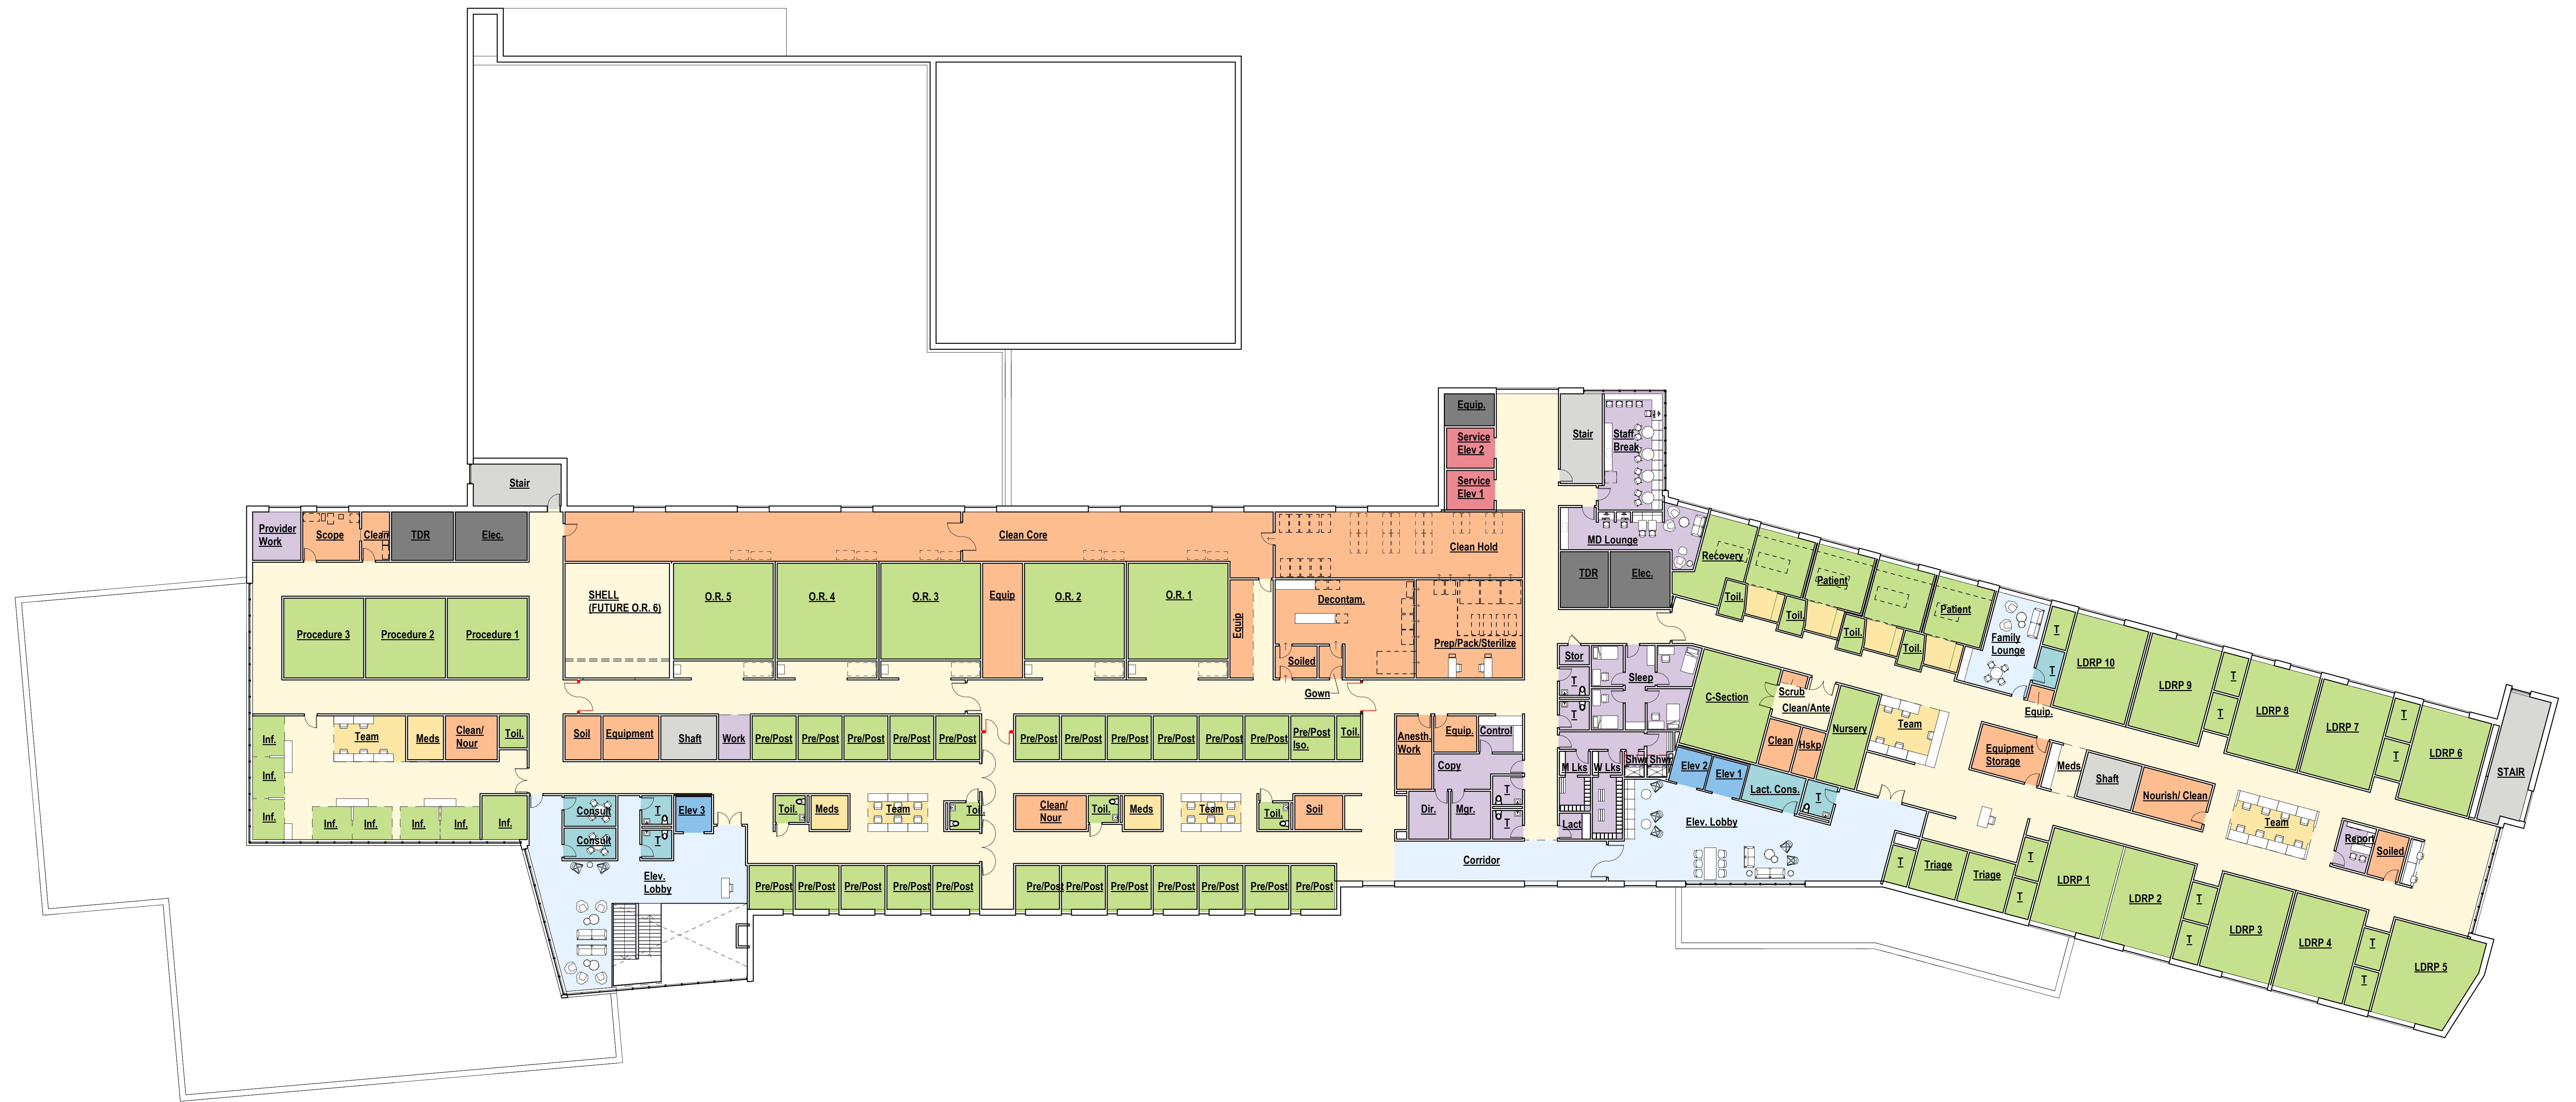 Equip.
Service
Elev 2
Service
Elev 1
Stair
Staff
Break
Stair
Provider
Work
Scope
Clean
TDR
Elec.
Clean Core
Clean Hold
MD Lounge
Recovery
Patient
Patient
TDR
Elec.
Toil.
Toil.
Toil.
Toil.
Family
Lounge
SHELL
(FUTURE O.R. 6)
O.R. 5
O.R. 4
O.R. 3
Equip
O.R. 2
O.R. 1
Equip
Decontam.
Prep/Pack/Sterilize
Soiled
Gown
Procedure 3
Procedure 2
Procedure 1
Stor
T
T
Sleep
C-Section
Scrub
Clean/Ante
Clean
Hskp
Nursery
Team
T
T
Equip.
LDRP 10
LDRP 9
T
T
LDRP 8
LDRP 7
T
T
LDRP 6
STAIR
Inf.
Inf.
Inf.
Team
Meds
Clean/
Nour
Toil.
Inf.
Inf.
Inf.
Inf.
Inf.
Soil
Equipment
Shaft
Work
Pre/Post
Pre/Post
Pre/Post
Pre/Post
Pre/Post
Pre/Post
Pre/Post
Pre/Post
Pre/Post
Pre/Post
Pre/Post
Pre/Post
Iso.
Toil.
Anesth.
Work
Equip.
Control
Copy
Dir.
Mgr.
T
T
M Lks
W Lks
Shwr
Shwr
Lact
Elev 2
Elev 1
Lact. Cons.
T
Equipment
Storage
Meds
Shaft
Nourish/ Clean
Team
Report
Soiled
Consult
Consult
T
T
Elev 3
Elev.
Lobby
Toil.
Meds
Team
Toil.
Clean/
Nour
Toil.
Meds
Team
Toil.
Soil
Corridor
Elev. Lobby
Pre/Post
Pre/Post
Pre/Post
Pre/Post
Pre/Post
Pre/Post
Pre/Post
Pre/Post
Pre/Post
Pre/Post
Pre/Post
Pre/Post
T
Triage
Triage
T
T
LDRP 1
LDRP 2
T
T
LDRP 3
LDRP 4
T
T
LDRP 5